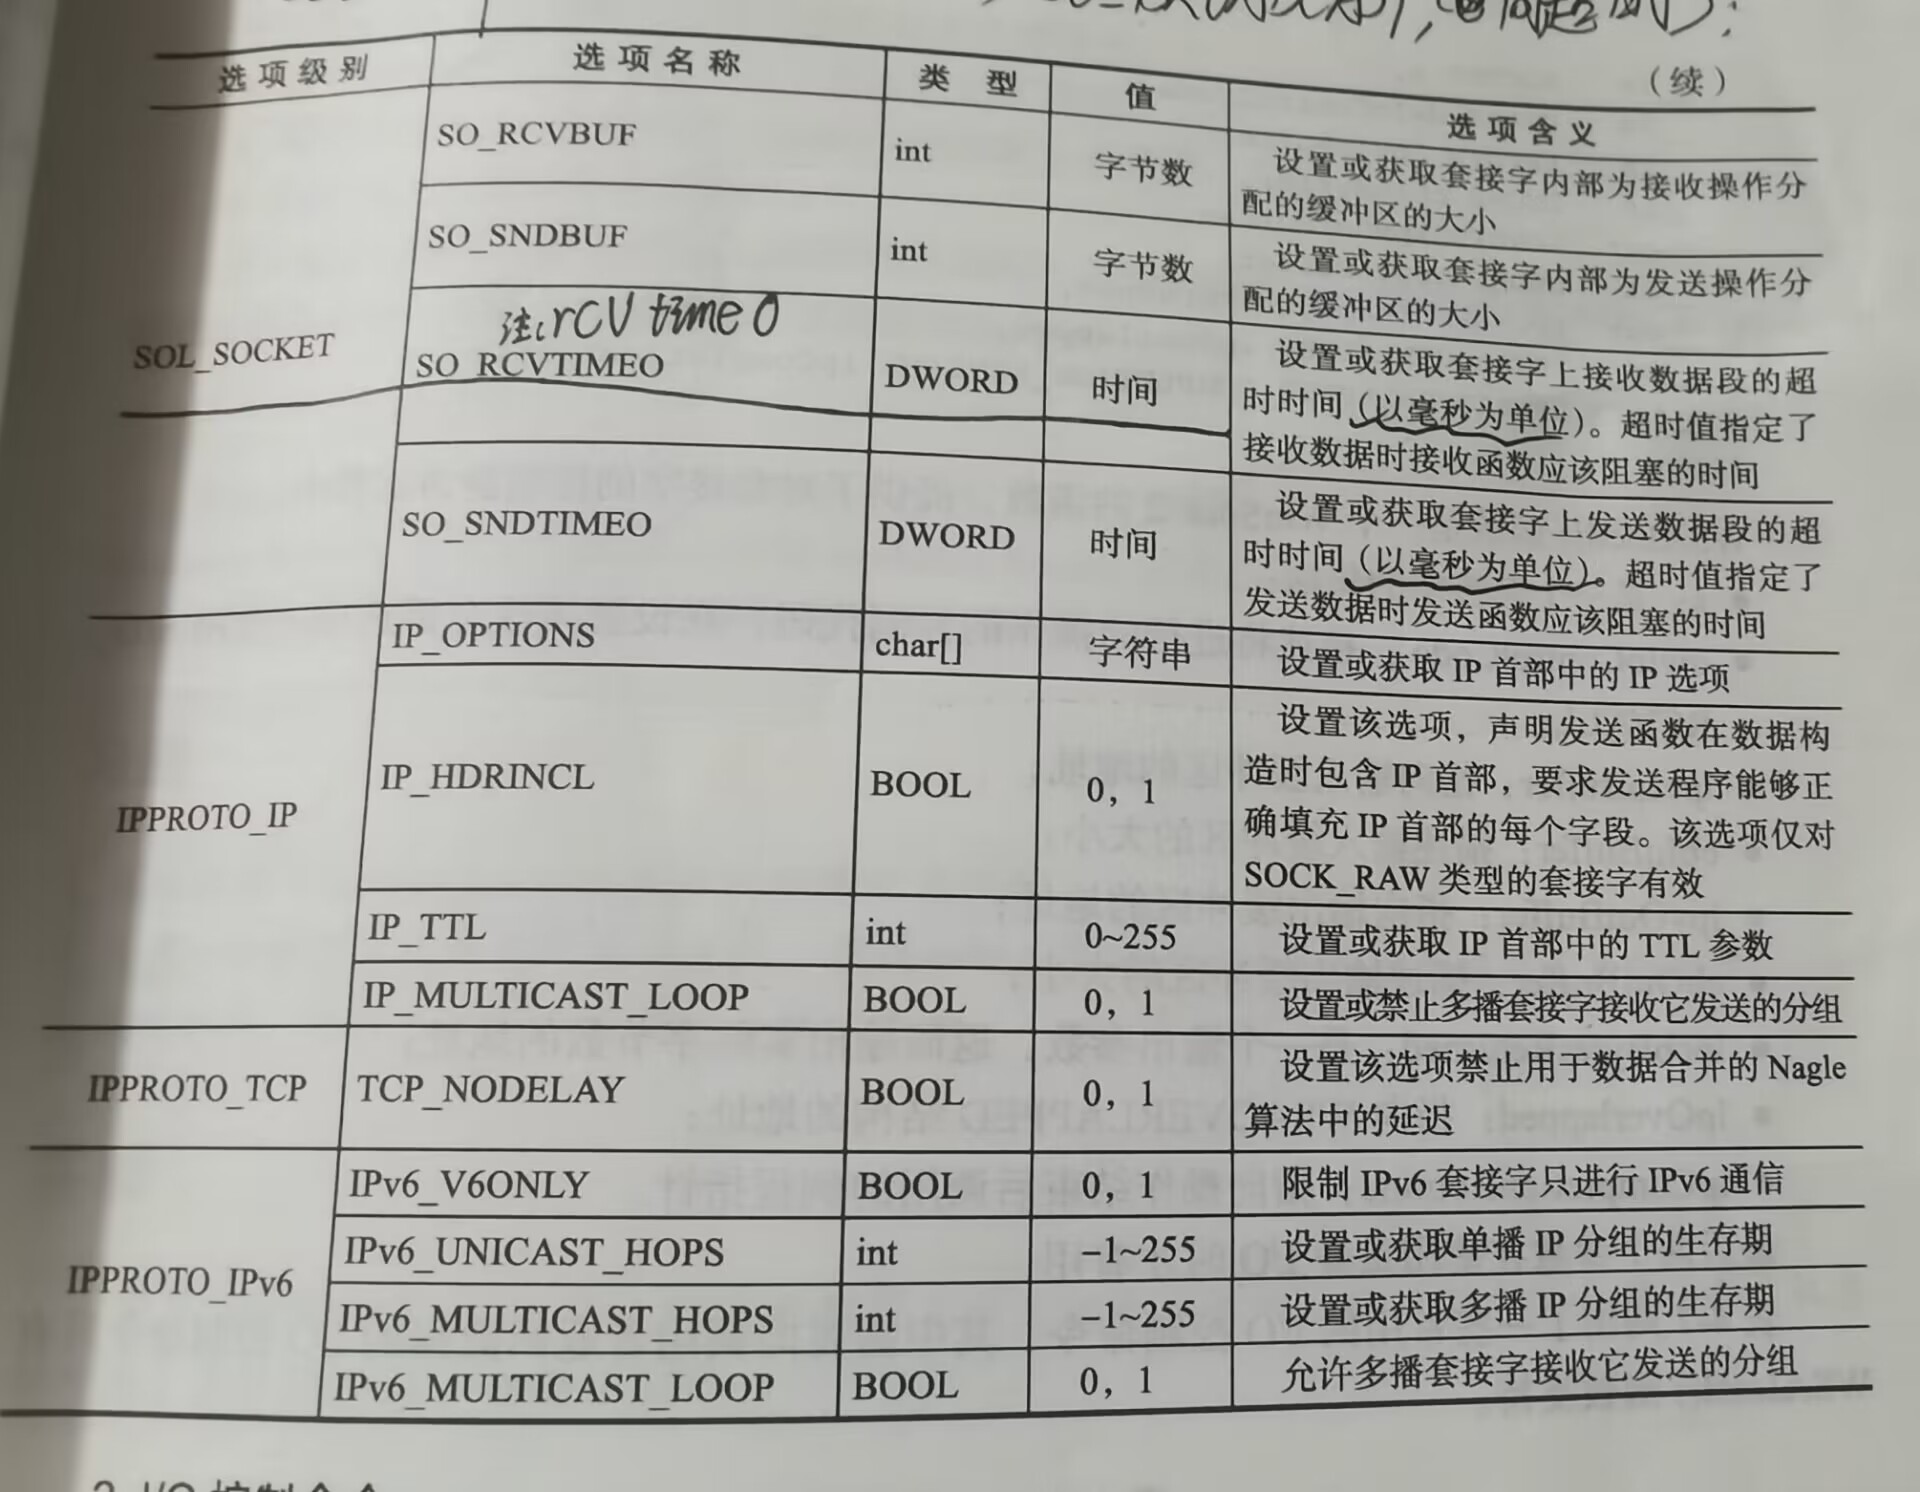 (续)
选项级别 选项名称 类型 值 选项含义
SO_RCVBUF int 字节数 设置或获取套接字内部为接收操作分
配的缓冲区的大小
SO_SNDBUF int 字节数 设置或获取套接字内部为发送操作分
配的缓冲区的大小
注:rcv time0
SOL_SOCKET SO_RCVTIMEO DWORD 时间 设置或获取套接字上接收数据段的超
时时间(以毫秒为单位)。超时值指定了
接收数据时接收函数应该阻塞的时间
SO_SNDTIMEO DWORD 时间 设置或获取套接字上发送数据段的超
时时间(以毫秒为单位)。超时值指定了
发送数据时发送函数应该阻塞的时间
IP_OPTIONS char[] 字符串 设置或获取 IP 首部中的 IP 选项
IPPROTO_IP IP_HDRINCL BOOL 0, 1 设置该选项,声明发送函数在数据构
造时包含 IP 首部,要求发送程序能够正
确填充 IP 首部的每个字段。该选项仅对
SOCK_RAW 类型的套接字有效
IP_TTL int 0~255 设置或获取 IP 首部中的 TTL 参数
IP_MULTICAST_LOOP BOOL 0, 1 设置或禁止多播套接字接收它发送的分组
IPPROTO_TCP TCP_NODELAY BOOL 0, 1 设置该选项禁止用于数据合并的 Nagle
算法中的延迟
IPv6_V6ONLY BOOL 0, 1 限制 IPv6 套接字只进行 IPv6 通信
IPPROTO_IPv6 IPv6_UNICAST_HOPS int –1~255 设置或获取单播 IP 分组的生存期
IPv6_MULTICAST_HOPS int –1~255 设置或获取多播 IP 分组的生存期
IPv6_MULTICAST_LOOP BOOL 0, 1 允许多播套接字接收它发送的分组